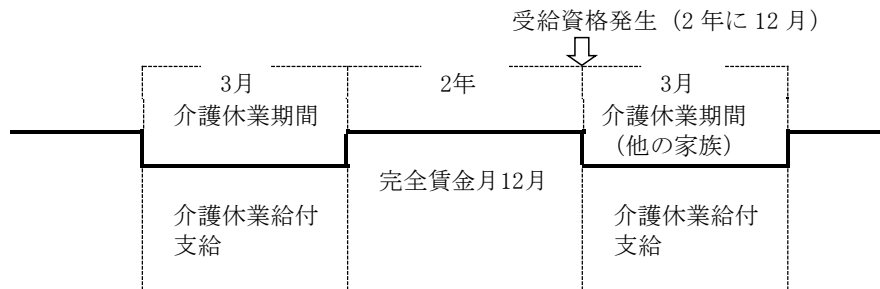 受給資格発生（2 年に 12 月）
3月
2年
3月
介護休業期間
介護休業期間
（他の家族）
完全賃金月12月
介護休業給付
支給
介護休業給付
支給